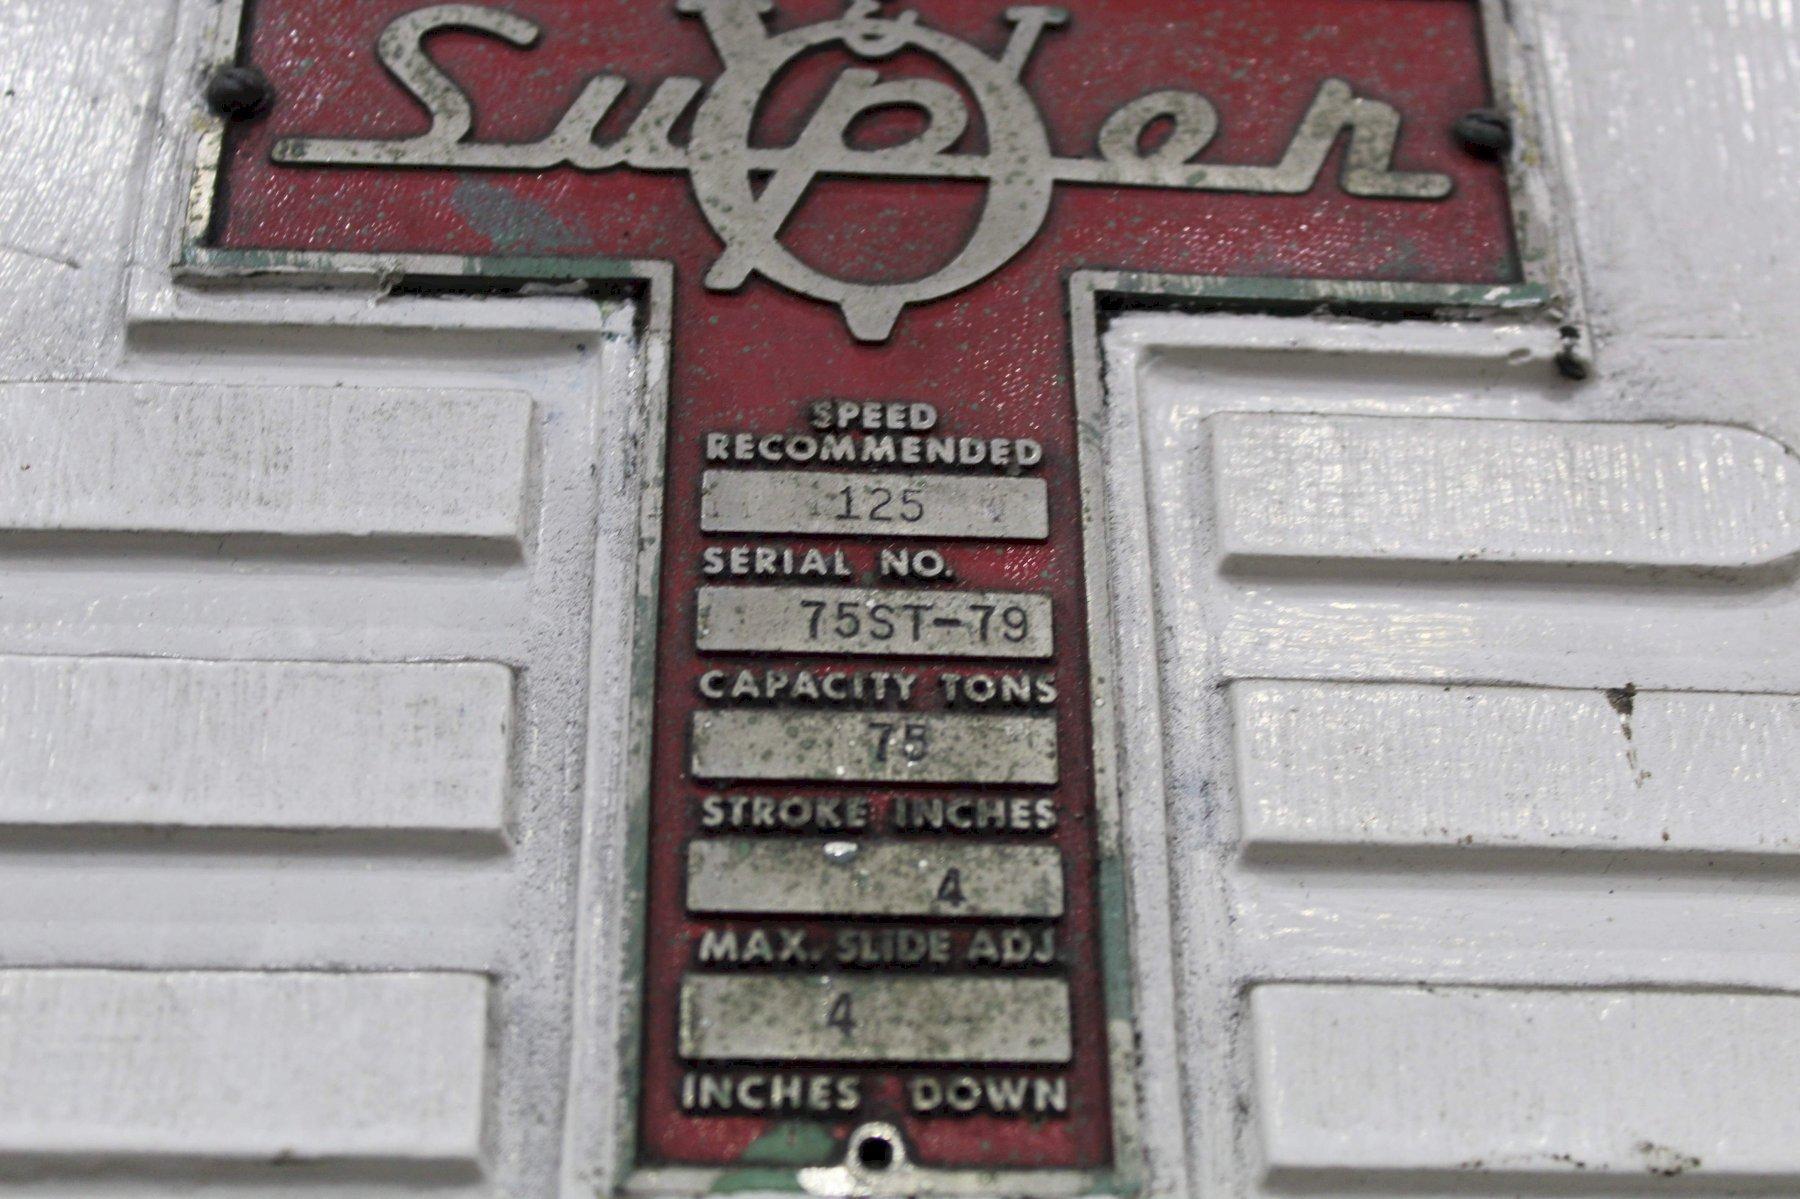 Super
SPEED
RECOMMENDED
125
SERIAL NO.
75ST-79
CAPACITY TONS
75
STROKE INCHES
4
MAX. SLIDE ADJ.
4
INCHES DOWN